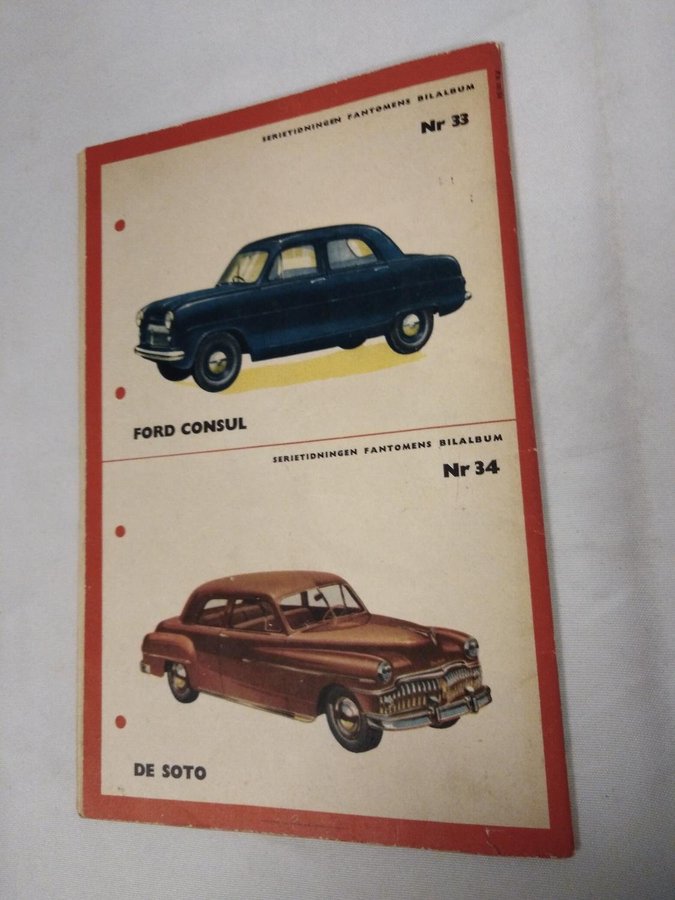 SERIETIDNINGEN FANTOMENS BILALBUM
Nr 33
FORD CONSUL
SERIETIDNINGEN FANTOMENS BILALBUM
Nr 34
DE SOTO